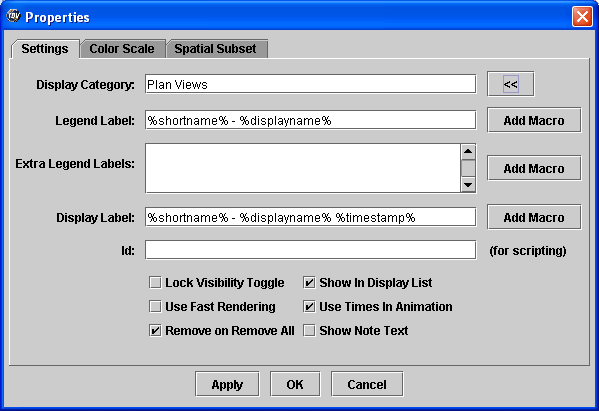 IDV Properties
Settings Color Scale Spatial Subset
Display Category: Plan Views <<
Legend Label: %shortname% - %displayname% Add Macro
Extra Legend Labels: Add Macro
Display Label: %shortname% - %displayname% %timestamp% Add Macro
Id: (for scripting)
Lock Visibility Toggle Show In Display List
Use Fast Rendering Use Times In Animation
Remove on Remove All Show Note Text
Apply OK Cancel